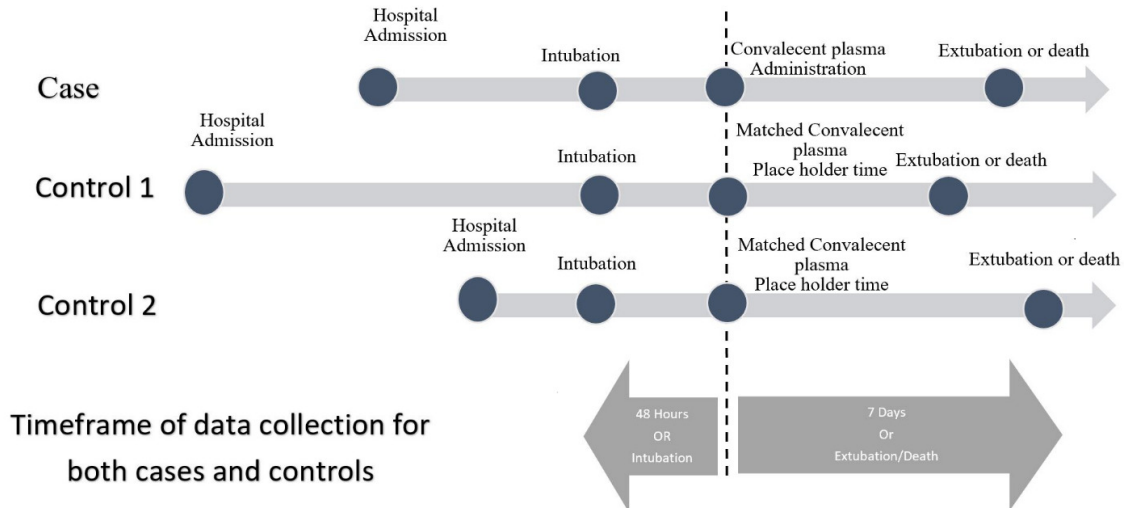 Hospital
Admission
Intubation
Convalecent plasma
Administration
Extubation or death
Case
Hospital
Admission
Intubation
Matched Convalecent
plasma
Place holder time
Extubation or death
Control 1
Hospital
Admission
Intubation
Matched Convalecent
plasma
Place holder time
Extubation or death
Control 2
Timeframe of data collection for
both cases and controls
48 Hours
OR
Intubation
7 Days
Or
Extubation/Death